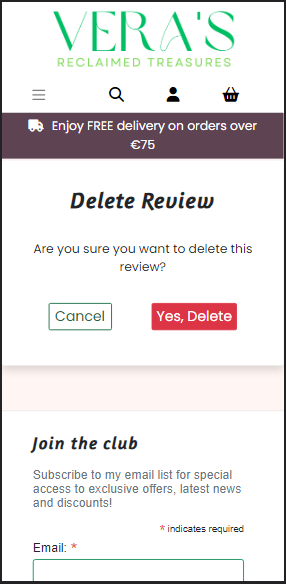 VERA'S
RECLAIMED TREASURES
Enjoy FREE delivery on orders over
€75
Delete Review
Are you sure you want to delete this
review?
Cancel
Yes, Delete
Join the club
Subscribe to my email list for special
access to exclusive offers, latest news
and discounts!
* indicates required
Email: *